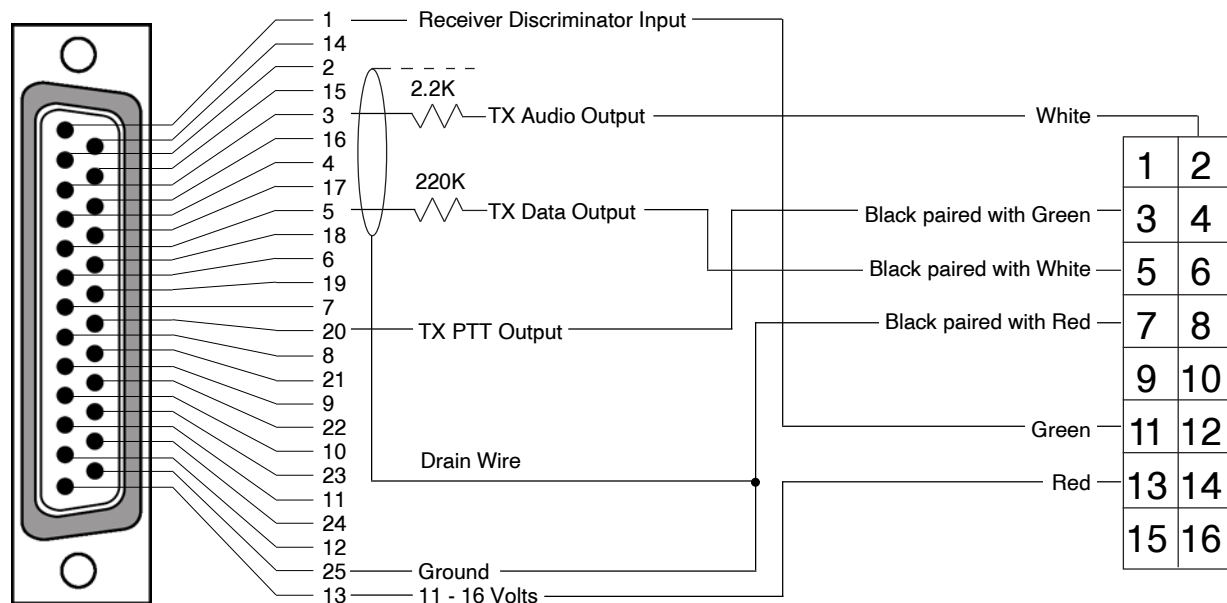 1 Receiver Discriminator Input
14
2
15
2.2K
3 TX Audio Output White
16
4
17
220K
5 TX Data Output
18
6
19
7
20 TX PTT Output
8
21
9
22
10
23
Drain Wire
11
24
12
25 Ground
13 11 - 16 Volts
Black paired with Green
Black paired with White
Black paired with Red
Green
Red
1 2
3 4
5 6
7 8
9 10
11 12
13 14
15 16